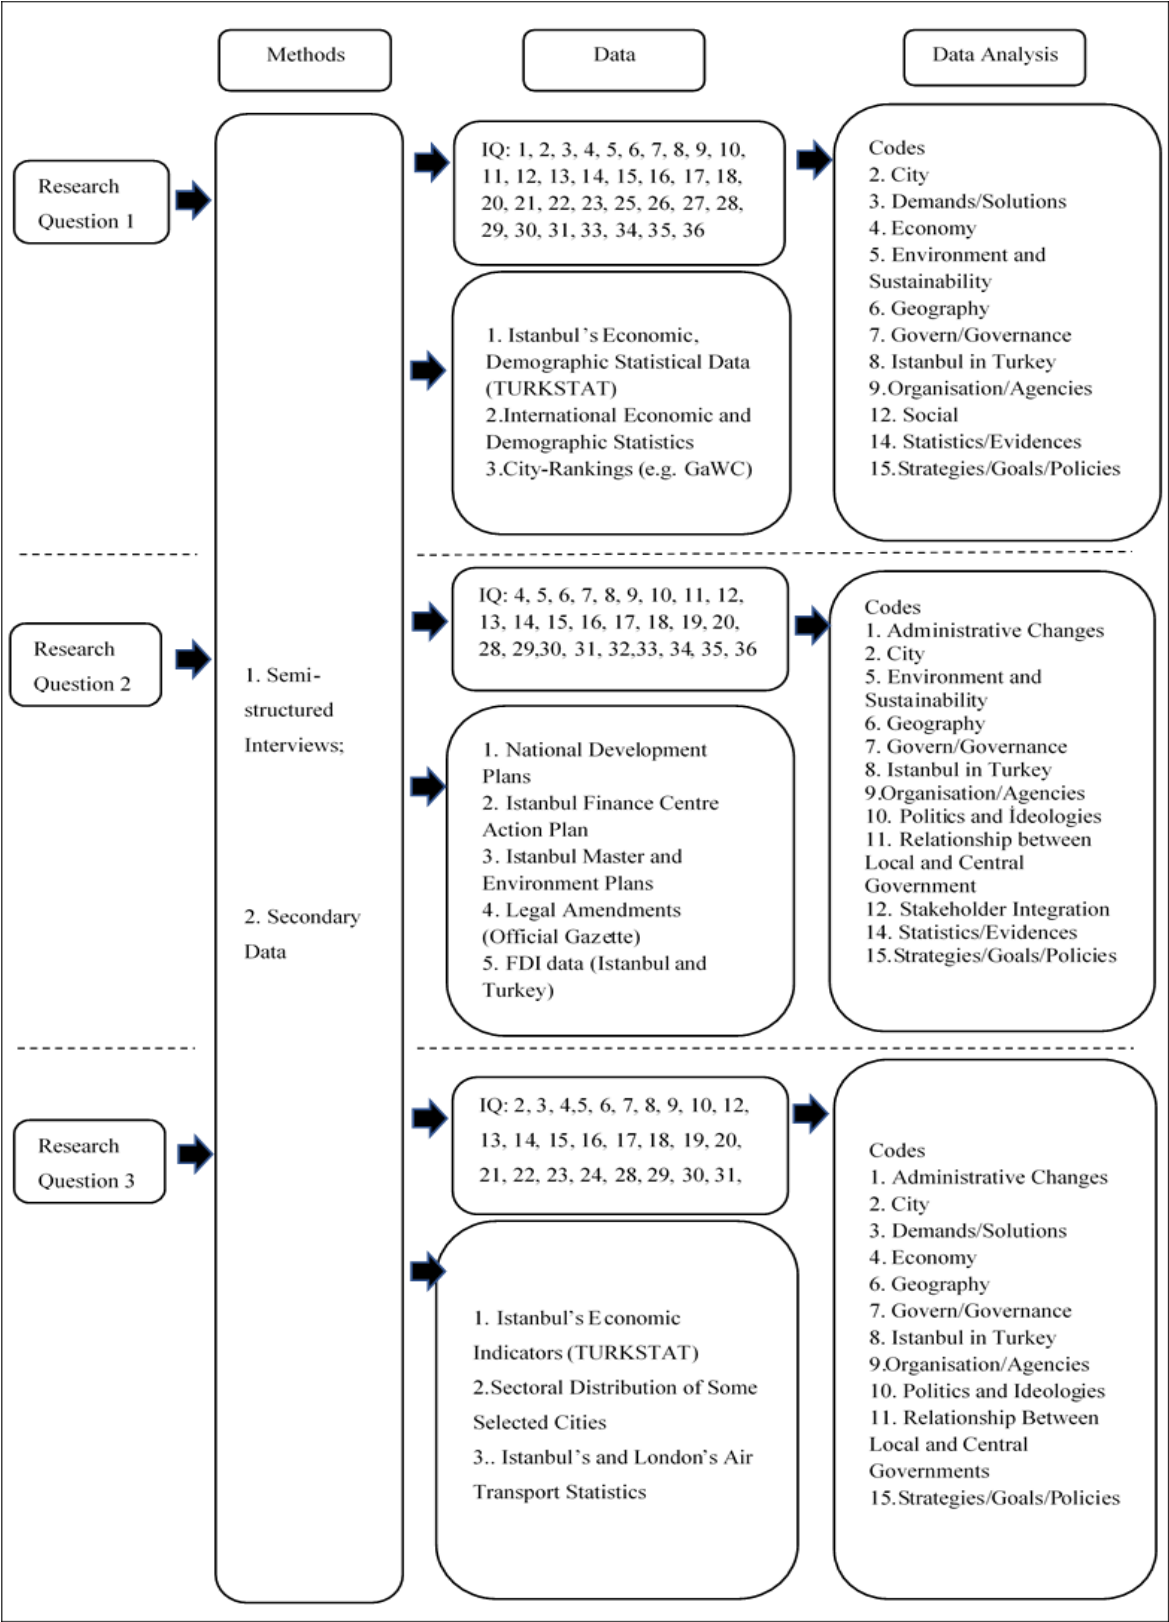 Methods
Data
Data Analysis
Research
Question 1
IQ: 1, 2, 3, 4, 5, 6, 7, 8, 9, 10,
11, 12, 13, 14, 15, 16, 17, 18,
20, 21, 22, 23, 25, 26, 27, 28,
29, 30, 31, 33, 34, 35, 36
1. Istanbul's Economic,
Demographic Statistical Data
(TURKSTAT)
2.International Economic and
Demographic Statistics
3.City-Rankings (e.g. GaWC)
Codes
2. City
3. Demands/Solutions
4. Economy
5. Environment and
Sustainability
6. Geography
7. Govern/Governance
8. Istanbul in Turkey
9.Organisation/Agencies
12. Social
14. Statistics/Evidences
15.Strategies/Goals/Policies
Research
Question 2
1. Semi-
structured
Interviews;
2. Secondary
Data
IQ: 4, 5, 6, 7, 8, 9, 10, 11, 12,
13, 14, 15, 16, 17, 18, 19, 20,
28, 29,30, 31, 32,33, 34, 35, 36
1. National Development
Plans
2. Istanbul Finance Centre
Action Plan
3. Istanbul Master and
Environment Plans
4. Legal Amendments
(Official Gazette)
5. FDI data (Istanbul and
Turkey)
Codes
1. Administrative Changes
2. City
5. Environment and
Sustainability
6. Geography
7. Govern/Governance
8. Istanbul in Turkey
9.Organisation/Agencies
10. Politics and İdeologies
11. Relationship between
Local and Central
Government
12. Stakeholder Integration
14. Statistics/Evidences
15.Strategies/Goals/Policies
Research
Question 3
IQ: 2, 3, 4,5, 6, 7, 8, 9, 10, 12,
13, 14, 15, 16, 17, 18, 19, 20,
21, 22, 23, 24, 28, 29, 30, 31,
1. Istanbul's Economic
Indicators (TURKSTAT)
2.Sectoral Distribution of Some
Selected Cities
3.. Istanbul's and London's Air
Transport Statistics
Codes
1. Administrative Changes
2. City
3. Demands/Solutions
4. Economy
6. Geography
7. Govern/Governance
8. Istanbul in Turkey
9.Organisation/Agencies
10. Politics and Ideologies
11. Relationship Between
Local and Central
Governments
15.Strategies/Goals/Policies